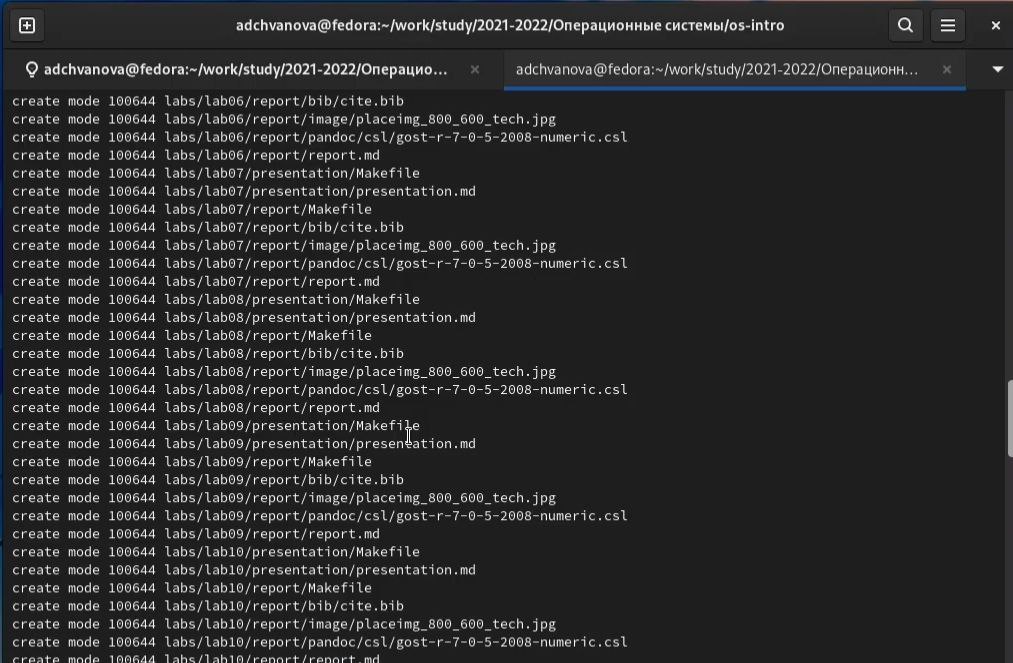 adchvanova@fedora:~/work/study/2021-2022/Операционные системы/os-intro
adchvanova@fedora:~/work/study/2021-2022/Операцио...
adchvanova@fedora:~/work/study/2021-2022/Операционн...
create mode 100644 labs/lab06/report/bib/cite.bib
create mode 100644 labs/lab06/report/image/placeimg_800_600_tech.jpg
create mode 100644 labs/lab06/report/pandoc/csl/gost-r-7-0-5-2008-numeric.csl
create mode 100644 labs/lab06/report/report.md
create mode 100644 labs/lab07/presentation/Makefile
create mode 100644 labs/lab07/presentation/presentation.md
create mode 100644 labs/lab07/report/Makefile
create mode 100644 labs/lab07/report/bib/cite.bib
create mode 100644 labs/lab07/report/image/placeimg_800_600_tech.jpg
create mode 100644 labs/lab07/report/pandoc/csl/gost-r-7-0-5-2008-numeric.csl
create mode 100644 labs/lab07/report/report.md
create mode 100644 labs/lab08/presentation/Makefile
create mode 100644 labs/lab08/presentation/presentation.md
create mode 100644 labs/lab08/report/Makefile
create mode 100644 labs/lab08/report/bib/cite.bib
create mode 100644 labs/lab08/report/image/placeimg_800_600_tech.jpg
create mode 100644 labs/lab08/report/pandoc/csl/gost-r-7-0-5-2008-numeric.csl
create mode 100644 labs/lab08/report/report.md
create mode 100644 labs/lab09/presentation/Makefile
create mode 100644 labs/lab09/presentation/presentation.md
create mode 100644 labs/lab09/report/Makefile
create mode 100644 labs/lab09/report/bib/cite.bib
create mode 100644 labs/lab09/report/image/placeimg_800_600_tech.jpg
create mode 100644 labs/lab09/report/pandoc/csl/gost-r-7-0-5-2008-numeric.csl
create mode 100644 labs/lab09/report/report.md
create mode 100644 labs/lab10/presentation/Makefile
create mode 100644 labs/lab10/presentation/presentation.md
create mode 100644 labs/lab10/report/Makefile
create mode 100644 labs/lab10/report/bib/cite.bib
create mode 100644 labs/lab10/report/image/placeimg_800_600_tech.jpg
create mode 100644 labs/lab10/report/pandoc/csl/gost-r-7-0-5-2008-numeric.csl
create mode 100644 labs/lab10/report/report.md